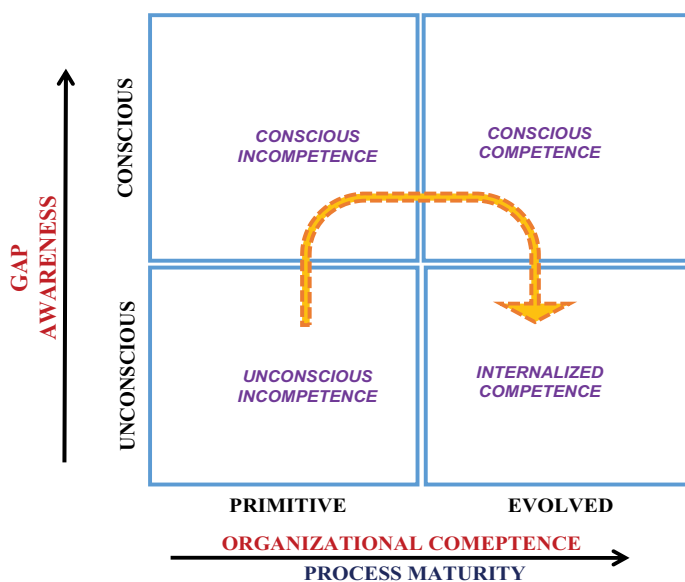 GAP
AWARENESS
CONSCIOUS
UNCONSCIOUS
CONSCIOUS
INCOMPETENCE
CONSCIOUS
COMPETENCE
UNCONSCIOUS
INCOMPETENCE
INTERNALIZED
COMPETENCE
PRIMITIVE
EVOLVED
ORGANIZATIONAL COMEPTENCE
PROCESS MATURITY